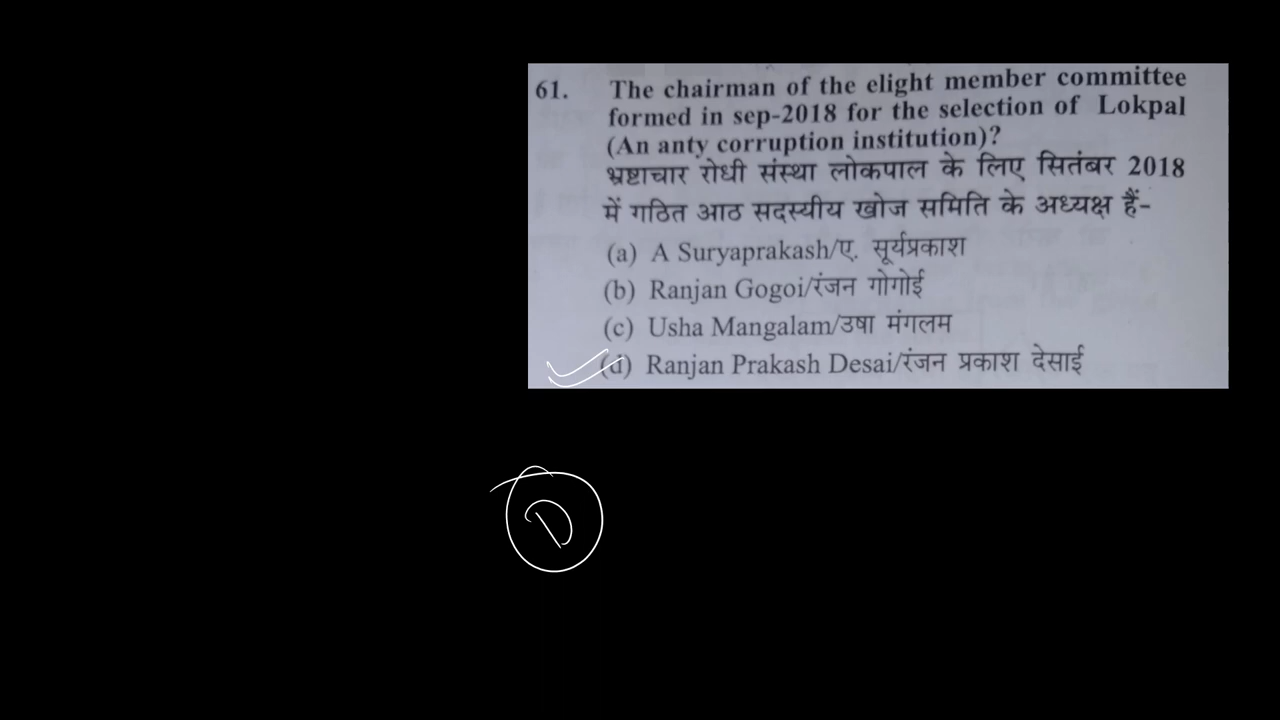 61. The chairman of the elight member committee
formed in sep-2018 for the selection of Lokpal
(An anty corruption institution)?
भ्रष्टाचार रोधी संस्था लोकपाल के लिए सितंबर 2018
में गठित आठ सदस्यीय खोज समिति के अध्यक्ष हैं-
(a) A Suryaprakash/ए. सूर्यप्रकाश
(b) Ranjan Gogoi/रंजन गोगोई
(c) Usha Mangalam/उषा मंगलम
(d) Ranjan Prakash Desai/रंजन प्रकाश देसाई
D